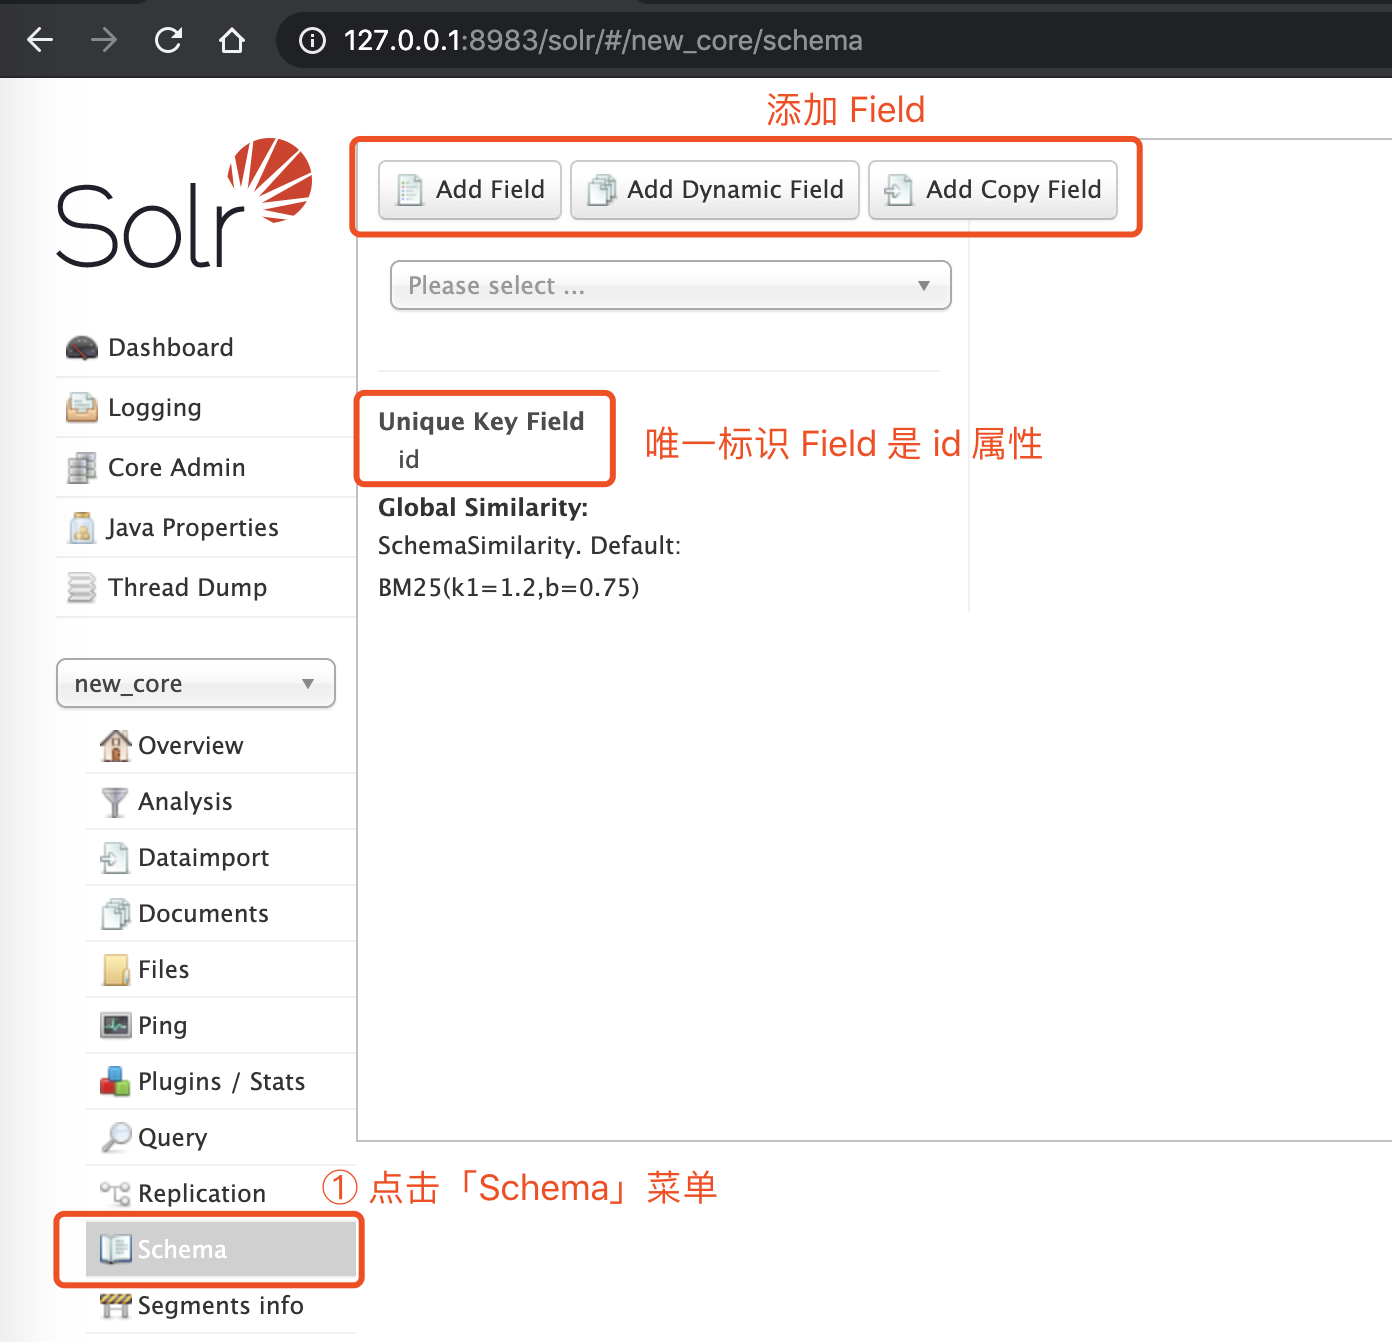 127.0.0.1:8983/solr/#/new_core/schema
添加 Field
Solr
Add Field
Add Dynamic Field
Add Copy Field
Please select ...
Dashboard
Logging
Core Admin
Java Properties
Thread Dump
Unique Key Field
id
唯一标识 Field 是 id 属性
Global Similarity:
SchemaSimilarity. Default:
BM25(k1=1.2,b=0.75)
new_core
Overview
Analysis
Dataimport
Documents
Files
Ping
Plugins / Stats
Query
Replication
① 点击「Schema」菜单
Schema
Segments info